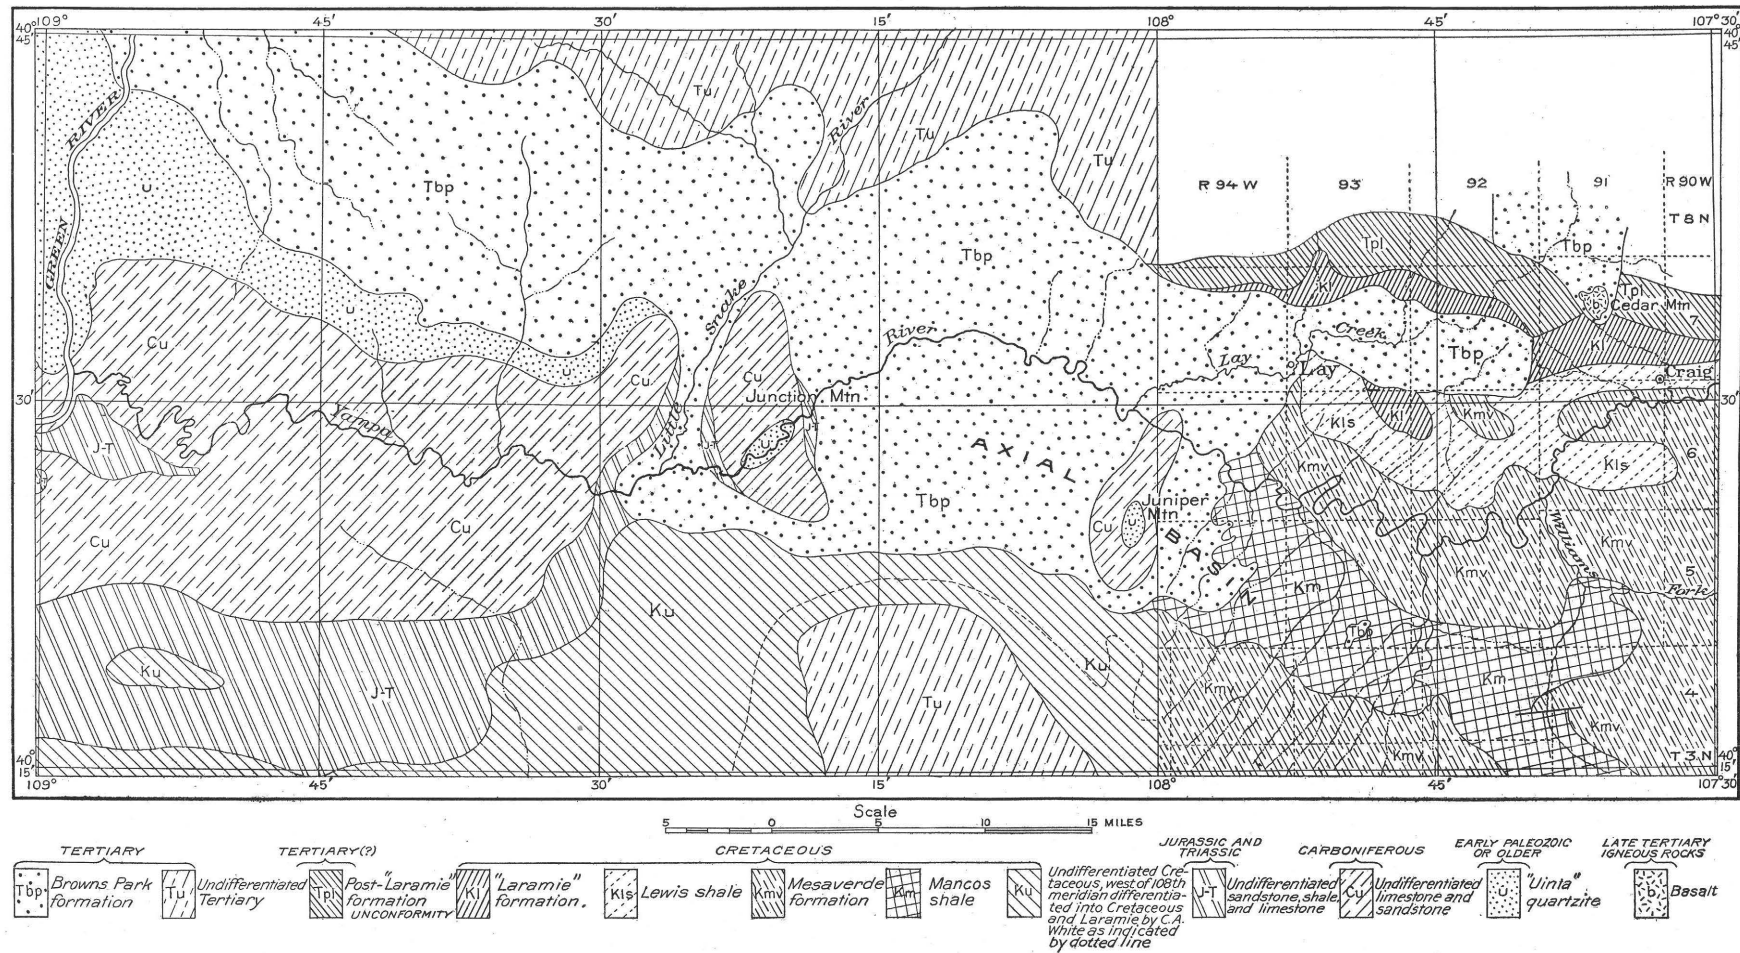 109° 45' 30' 15' 108° 45' 107° 30'
40° 45'
40° 45'
GREEN RIVER
Tu
River
Tu
Tu
U
Tbp
R 94 W 93 92 91 R 90 W
T 8 N
Tpl
Tbp
Tbp
Kl
b
Tpl
Cedar Mtn
7
U
Cu
Snake
River
Creek
Lay
Lay
Tbp
Kl
Craig
U
Cu
Cu
Junction Mtn
30'
30'
Yampa
Little
J-T
U
J-T
Kls
Kl
Kmv
J-T
AXIAL
Kmv
Kls
6
Tbp
Juniper Mtn
Cu
U
Cu
Cu
BASIN
Williams
Kmv
Kmv
5
Fork
Km
Ku
Tbp
Ku
Ku
J-T
Kmv
Km
4
Tu
Kmv
Kmv
T 3 N
40° 15'
40° 15'
109° 45' 30' 15' 108° 45' 107° 30'
Scale
5 0 5 10 15 MILES
TERTIARY
TERTIARY(?)
CRETACEOUS
JURASSIC AND TRIASSIC
CARBONIFEROUS
EARLY PALEOZOIC OR OLDER
LATE TERTIARY IGNEOUS ROCKS
Tbp
Browns Park formation
Tu
Undifferentiated Tertiary
Tpl
Post-"Laramie" formation
UNCONFORMITY
Kl
"Laramie" formation.
Kls
Lewis shale
Kmv
Mesaverde formation
Km
Mancos shale
Ku
Undifferentiated Cre-
taceous, west of 108th
meridian differentia-
ted into Cretaceous
and Laramie by C.A.
White as indicated
by dotted line
J-T
Undifferentiated
sandstone, shale,
and limestone
Cu
Undifferentiated
limestone and
sandstone
U
"Uinta"
quartzite
b
Basalt